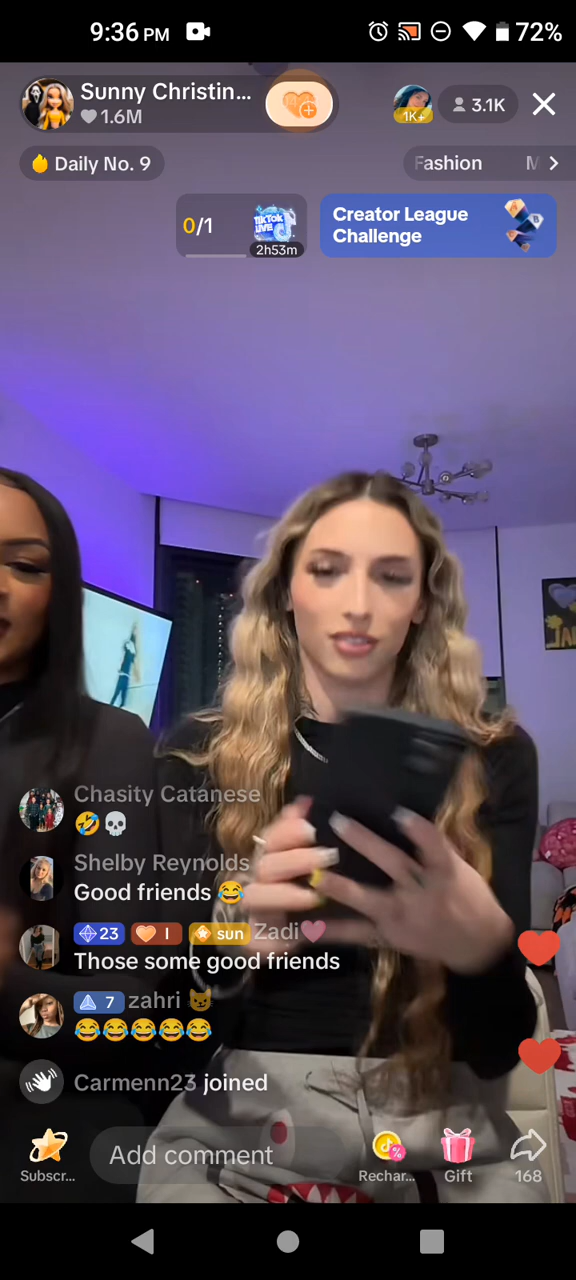 9:36 PM
72%
Sunny Christin...
1.6M
1K+
3.1K
Daily No. 9
Fashion
M
0/1
TikTok
LIVE
2h53m
Creator League
Challenge
Chasity Catanese
🤣💀
Shelby Reynolds
Good friends 😂
23 I sun Zadi💜
Those some good friends
7 zahri 😼
😂😂😂😂😂
Carmenn23 joined
Subscr...
Add comment
Rechar...
Gift
168